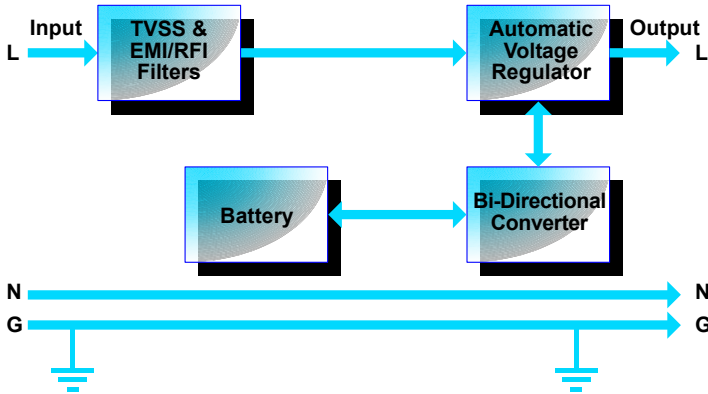 Input
L
TVSS &
EMI/RFI
Filters
Automatic
Voltage
Regulator
Output
L
Battery
Bi-Directional
Converter
N
N
G
G